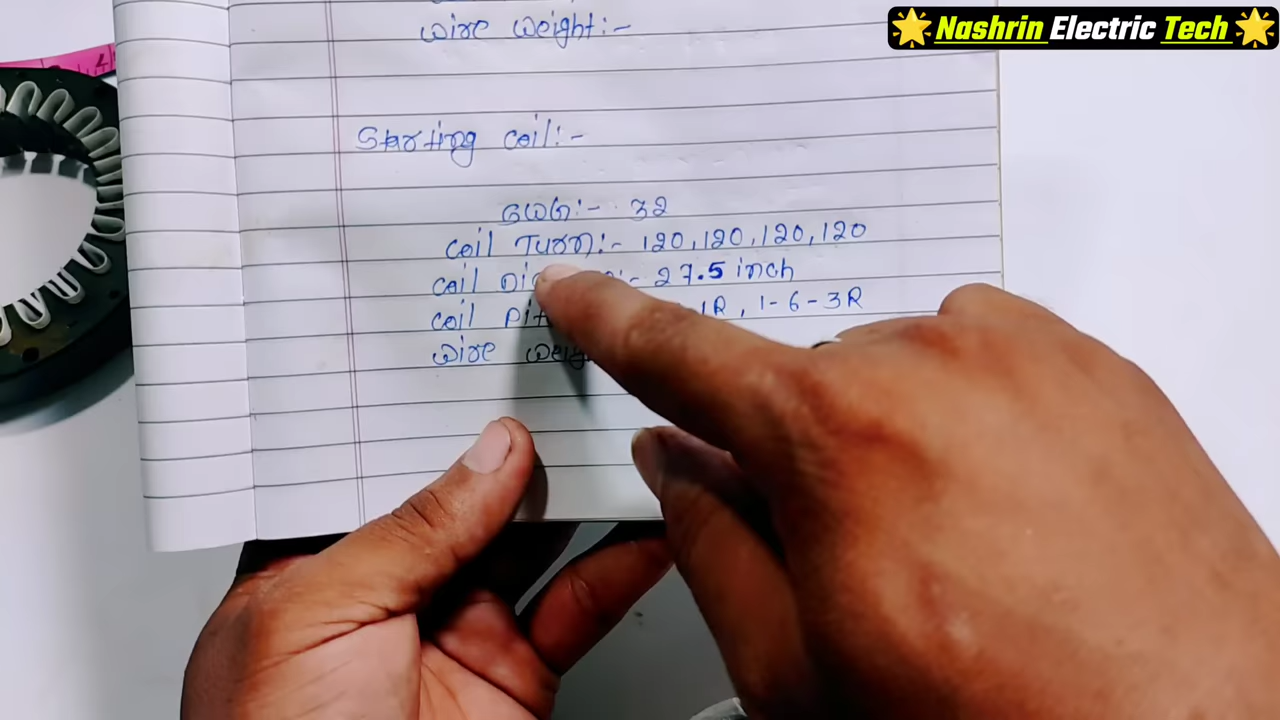 🌟Nashrin Electric Tech🌟
wire weight:-
Starting Coil:-
SWG:- 32
Coil Turn:- 120,120,120,120
Coil 27.5 inch
Coil 1R, 1-6-3R
wire